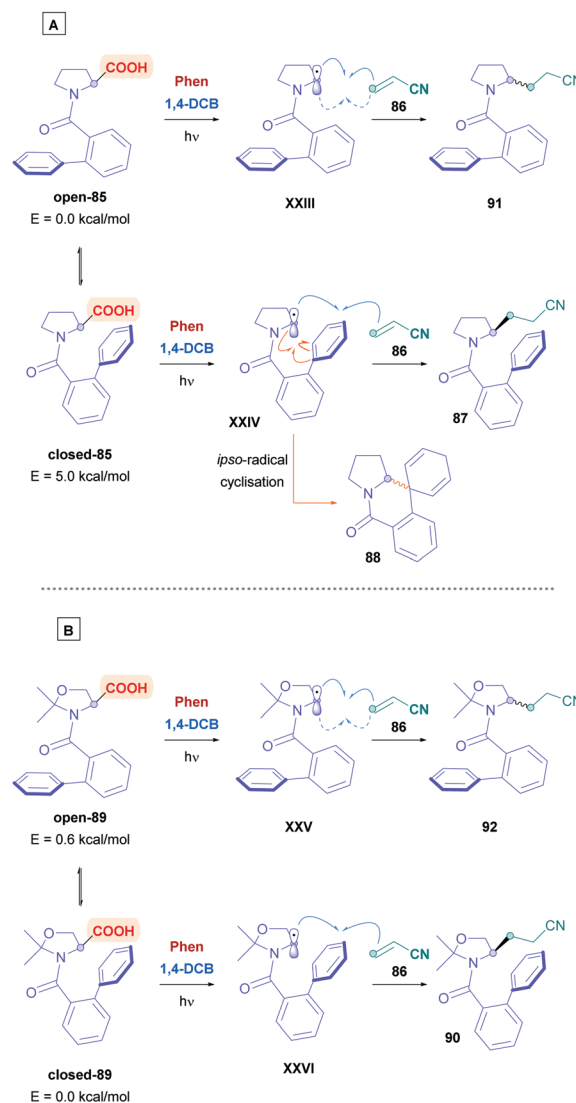 A
COOH
N
O
open-85
E = 0.0 kcal/mol
Phen
1,4-DCB
hν
N
O
XXIII
CN
86
CN
N
O
91
COOH
N
O
closed-85
E = 5.0 kcal/mol
Phen
1,4-DCB
hν
N
O
XXIV
CN
86
CN
N
O
87
ipso-radical
cyclisation
N
O
88
B
O
COOH
N
O
open-89
E = 0.6 kcal/mol
Phen
1,4-DCB
hν
O
N
O
XXV
CN
86
O
CN
N
O
92
O
COOH
N
O
closed-89
E = 0.0 kcal/mol
Phen
1,4-DCB
hν
O
N
O
XXVI
CN
86
O
CN
N
O
90